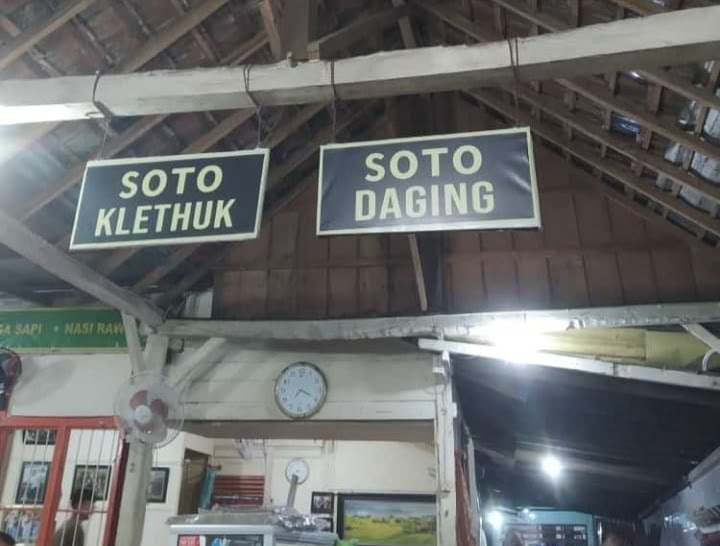 SOTO
KLETHUK
SOTO
DAGING
GA SAPI • NASI RAW